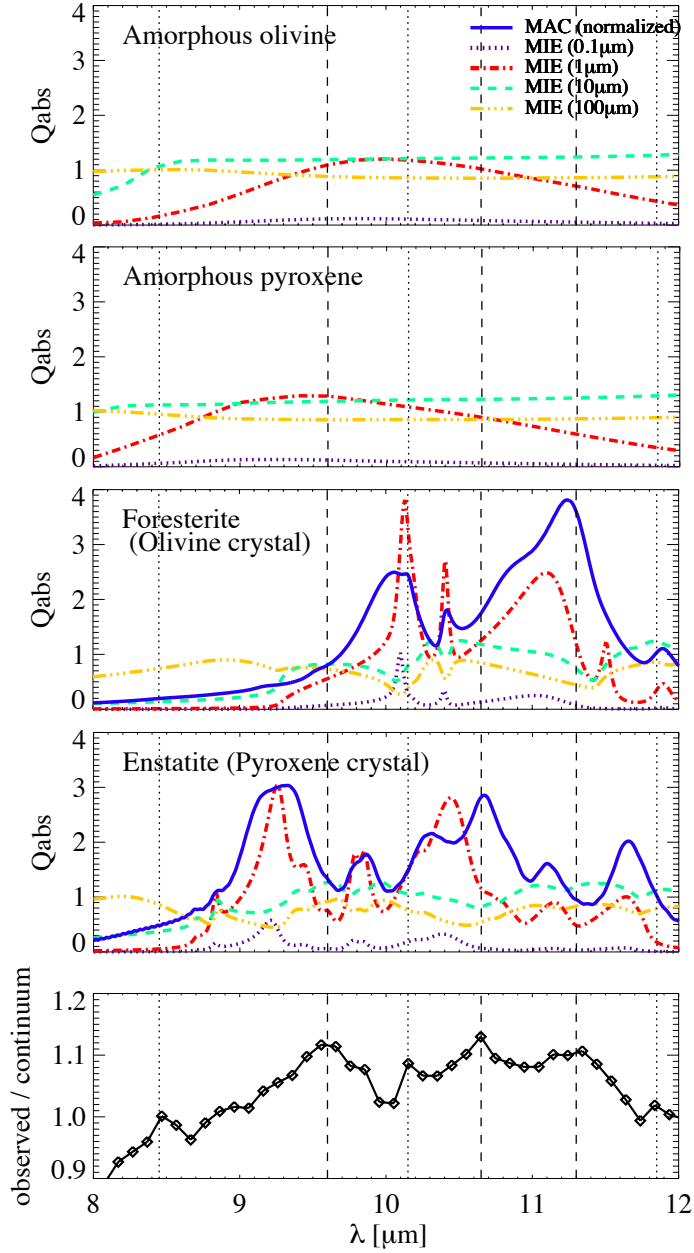 4
Amorphous olivine
MAC (normalized)
MIE (0.1μm)
MIE (1μm)
MIE (10μm)
MIE (100μm)
3
Qabs
2
1
0
4
Amorphous pyroxene
3
Qabs
2
1
0
4
Foresterite
(Olivine crystal)
3
Qabs
2
1
0
4
Enstatite (Pyroxene crystal)
3
Qabs
2
1
0
1.2
observed / continuum
1.1
1.0
0.9
8 9 10 11 12
λ [μm]